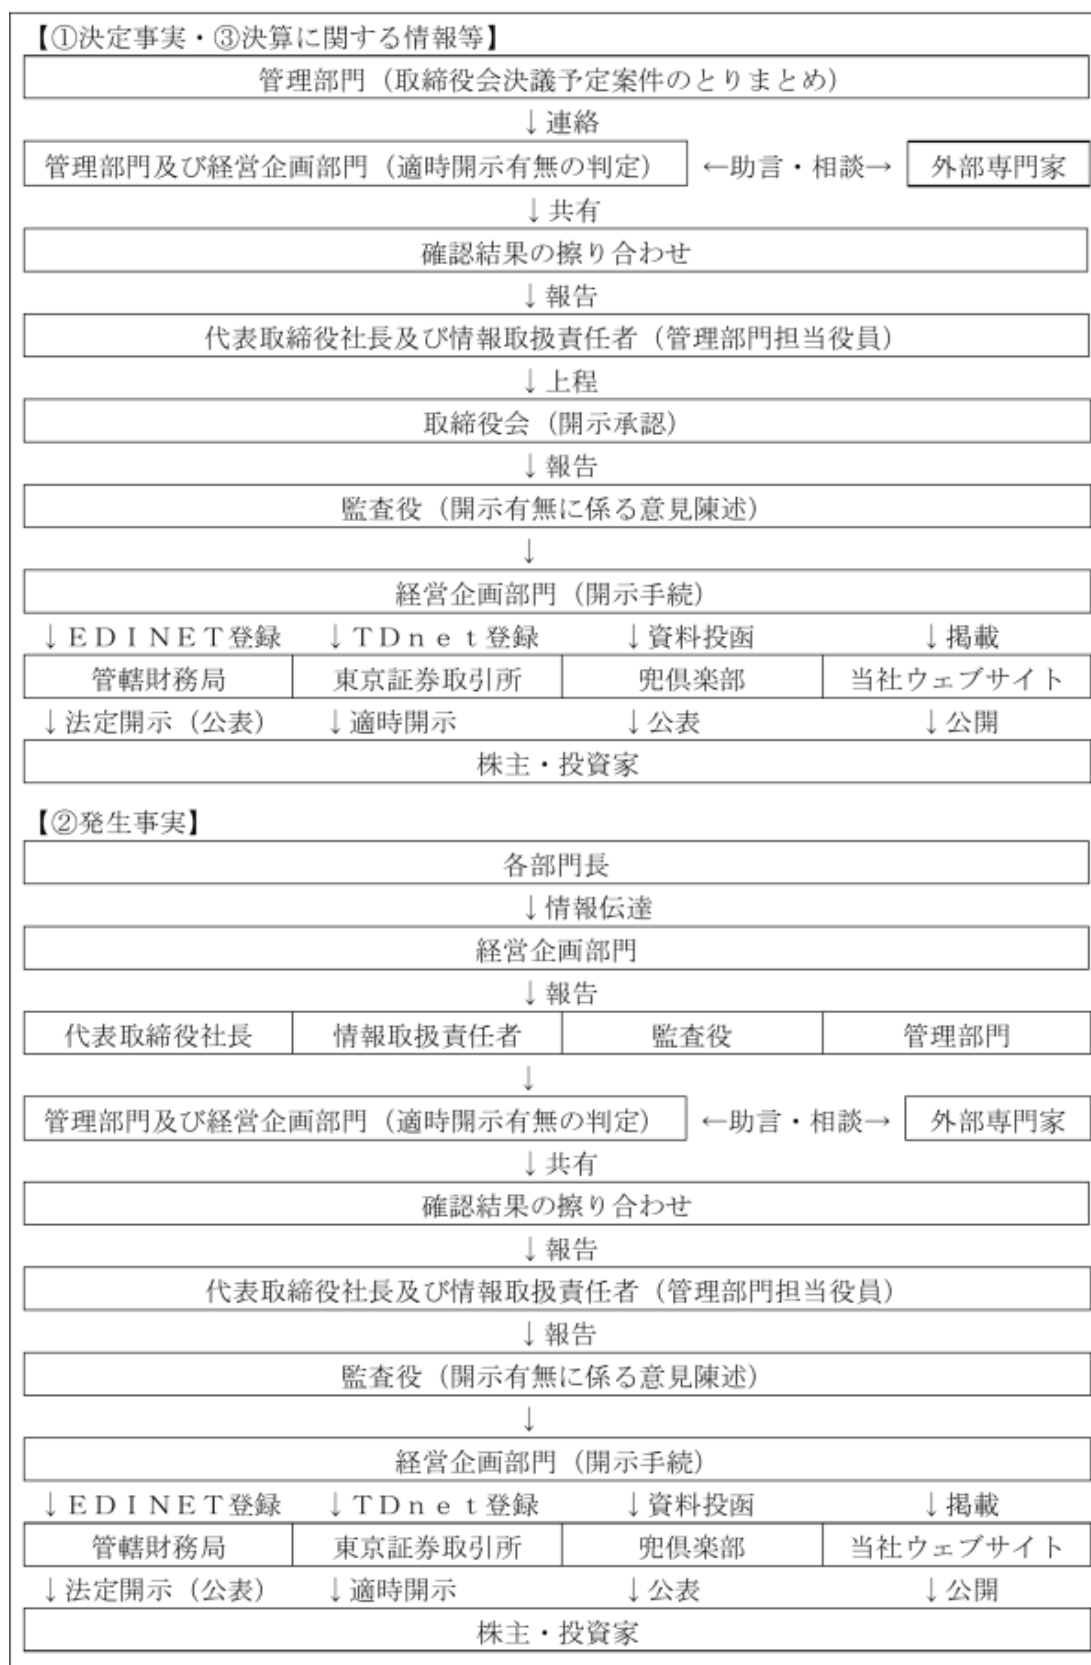 【①決定事実・③決算に関する情報等】
管理部門（取締役会決議予定案件のとりまとめ）
↓連絡
管理部門及び経営企画部門（適時開示有無の判定） ←助言・相談→ 外部専門家
↓共有
確認結果の擦り合わせ
↓報告
代表取締役社長及び情報取扱責任者（管理部門担当役員）
↓上程
取締役会（開示承認）
↓報告
監査役（開示有無に係る意見陳述）
↓
経営企画部門（開示手続）
↓ＥＤＩＮＥＴ登録 ↓ＴＤｎｅｔ登録 ↓資料投函 ↓掲載
管轄財務局 東京証券取引所 兜倶楽部 当社ウェブサイト
↓法定開示（公表） ↓適時開示 ↓公表 ↓公開
株主・投資家
【②発生事実】
各部門長
↓情報伝達
経営企画部門
↓報告
代表取締役社長 情報取扱責任者 監査役 管理部門
↓
管理部門及び経営企画部門（適時開示有無の判定） ←助言・相談→ 外部専門家
↓共有
確認結果の擦り合わせ
↓報告
代表取締役社長及び情報取扱責任者（管理部門担当役員）
↓報告
監査役（開示有無に係る意見陳述）
↓
経営企画部門（開示手続）
↓ＥＤＩＮＥＴ登録 ↓ＴＤｎｅｔ登録 ↓資料投函 ↓掲載
管轄財務局 東京証券取引所 兜倶楽部 当社ウェブサイト
↓法定開示（公表） ↓適時開示 ↓公表 ↓公開
株主・投資家